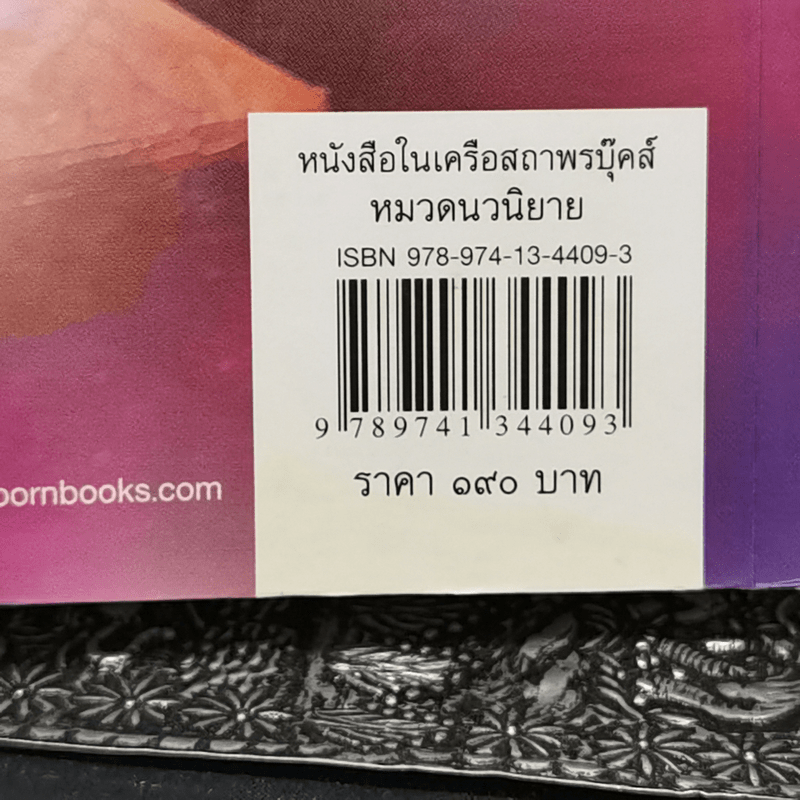 หนังสือในเครือสถาพรบุ๊คส์
หมวดนวนิยาย
ISBN 978-974-13-4409-3
9 789741 344093
ราคา ๑๙๐ บาท
pornbooks.com